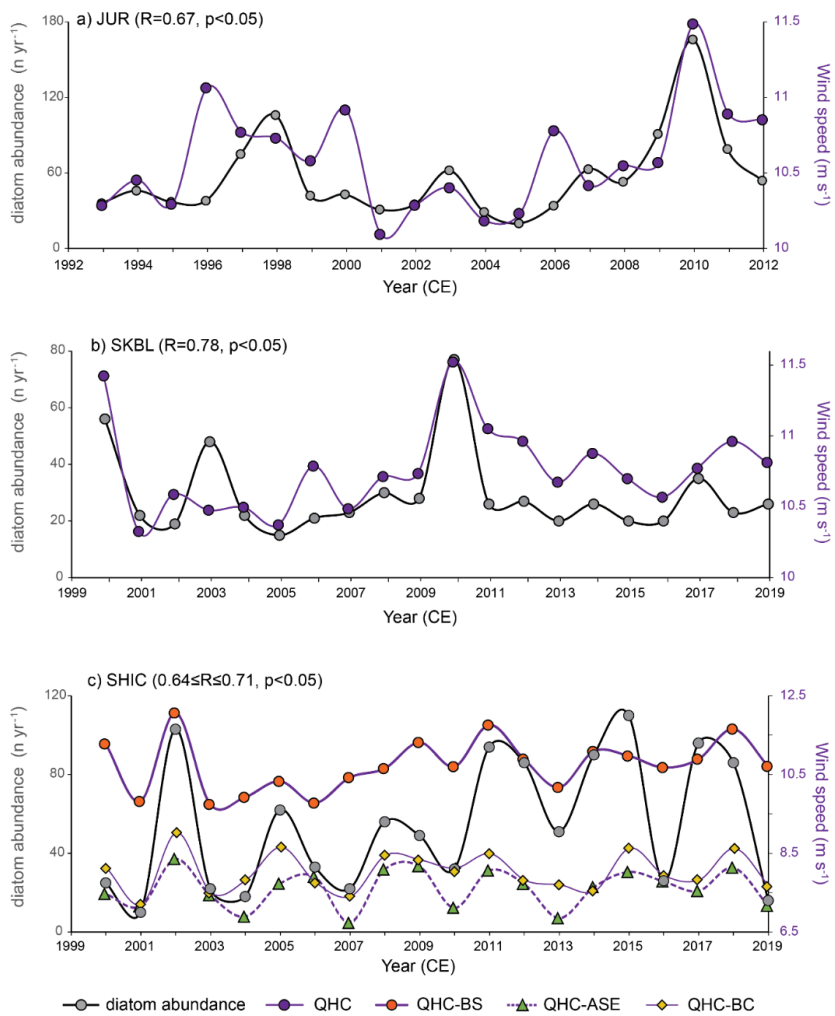 a) JUR (R=0.67, p<0.05)
diatom abundance (n yr⁻¹)
180
120
60
0
11.5
11
10.5
10
Wind speed (m s⁻¹)
1992 1994 1996 1998 2000 2002 2004 2006 2008 2010 2012
Year (CE)
b) SKBL (R=0.78, p<0.05)
diatom abundance (n yr⁻¹)
80
60
40
20
0
11.5
11
10.5
10
Wind speed (m s⁻¹)
1999 2001 2003 2005 2007 2009 2011 2013 2015 2017 2019
Year (CE)
c) SHIC (0.64≤R≤0.71, p<0.05)
diatom abundance (n yr⁻¹)
120
80
40
0
12.5
10.5
8.5
6.5
Wind speed (m s⁻¹)
1999 2001 2003 2005 2007 2009 2011 2013 2015 2017 2019
Year (CE)
diatom abundance QHC QHC-BS QHC-ASE QHC-BC